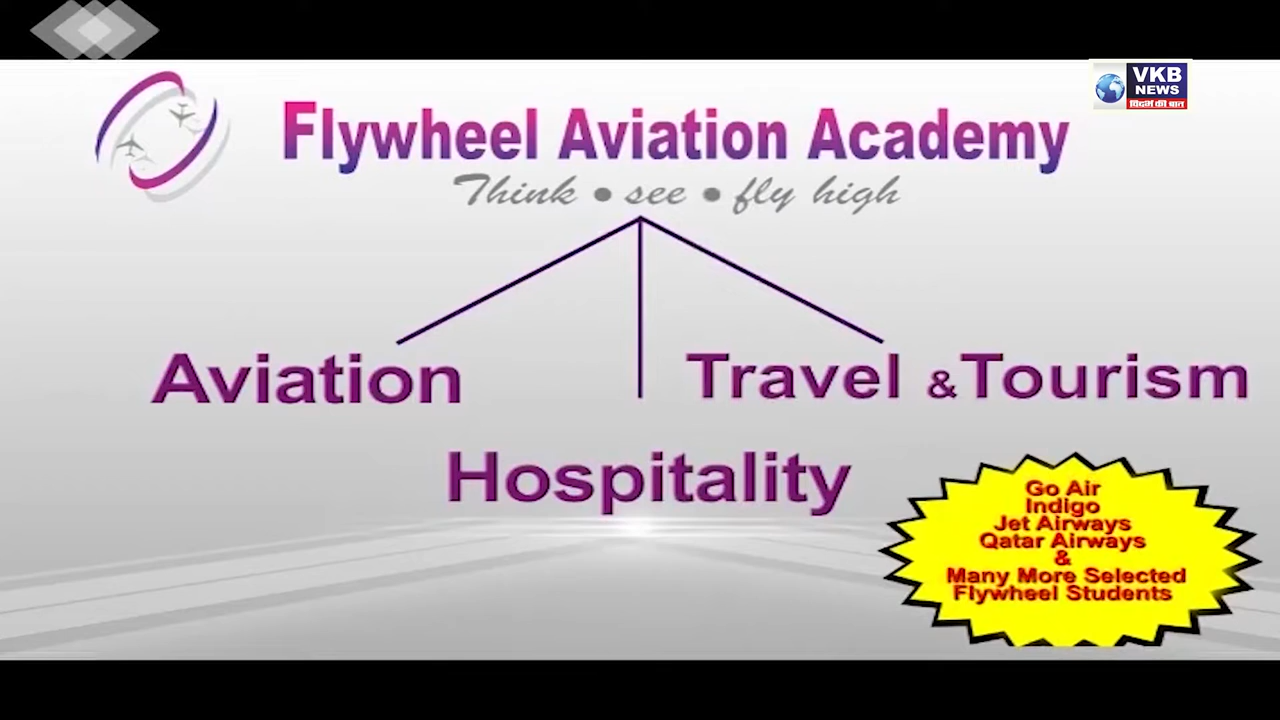 VKB
NEWS
विदर्भ की बात
Flywheel Aviation Academy
Think • see • fly high
Aviation
Travel & Tourism
Hospitality
Go Air
Indigo
Jet Airways
Qatar Airways
&
Many More Selected
Flywheel Students